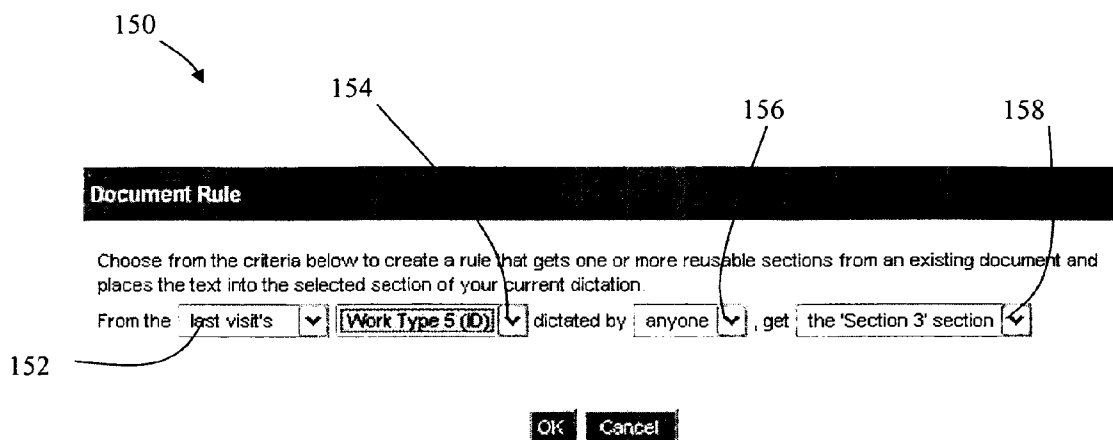 150
154
156
158
Document Rule
Choose from the criteria below to create a rule that gets one or more reusable sections from an existing document and
places the text into the selected section of your current dictation.
From the last visit's Work Type 5 (ID) dictated by anyone , get the 'Section 3' section
152
OK Cancel